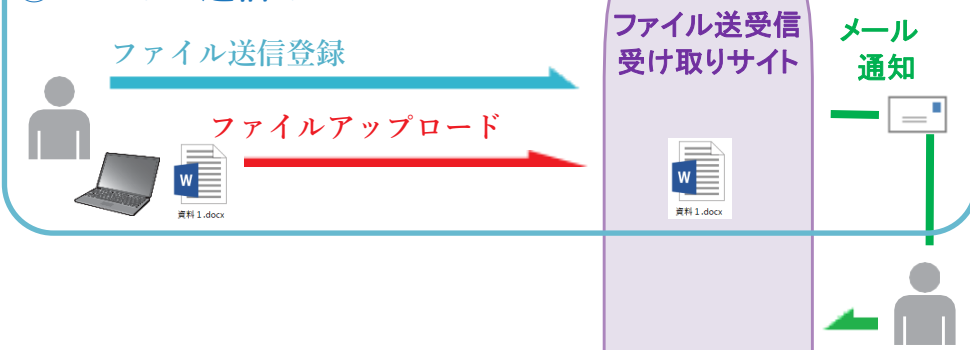 ファイル送受信
受け取りサイト
メール
通知
ファイル送信登録
ファイルアップロード
W
資料１.docx
W
資料１.docx